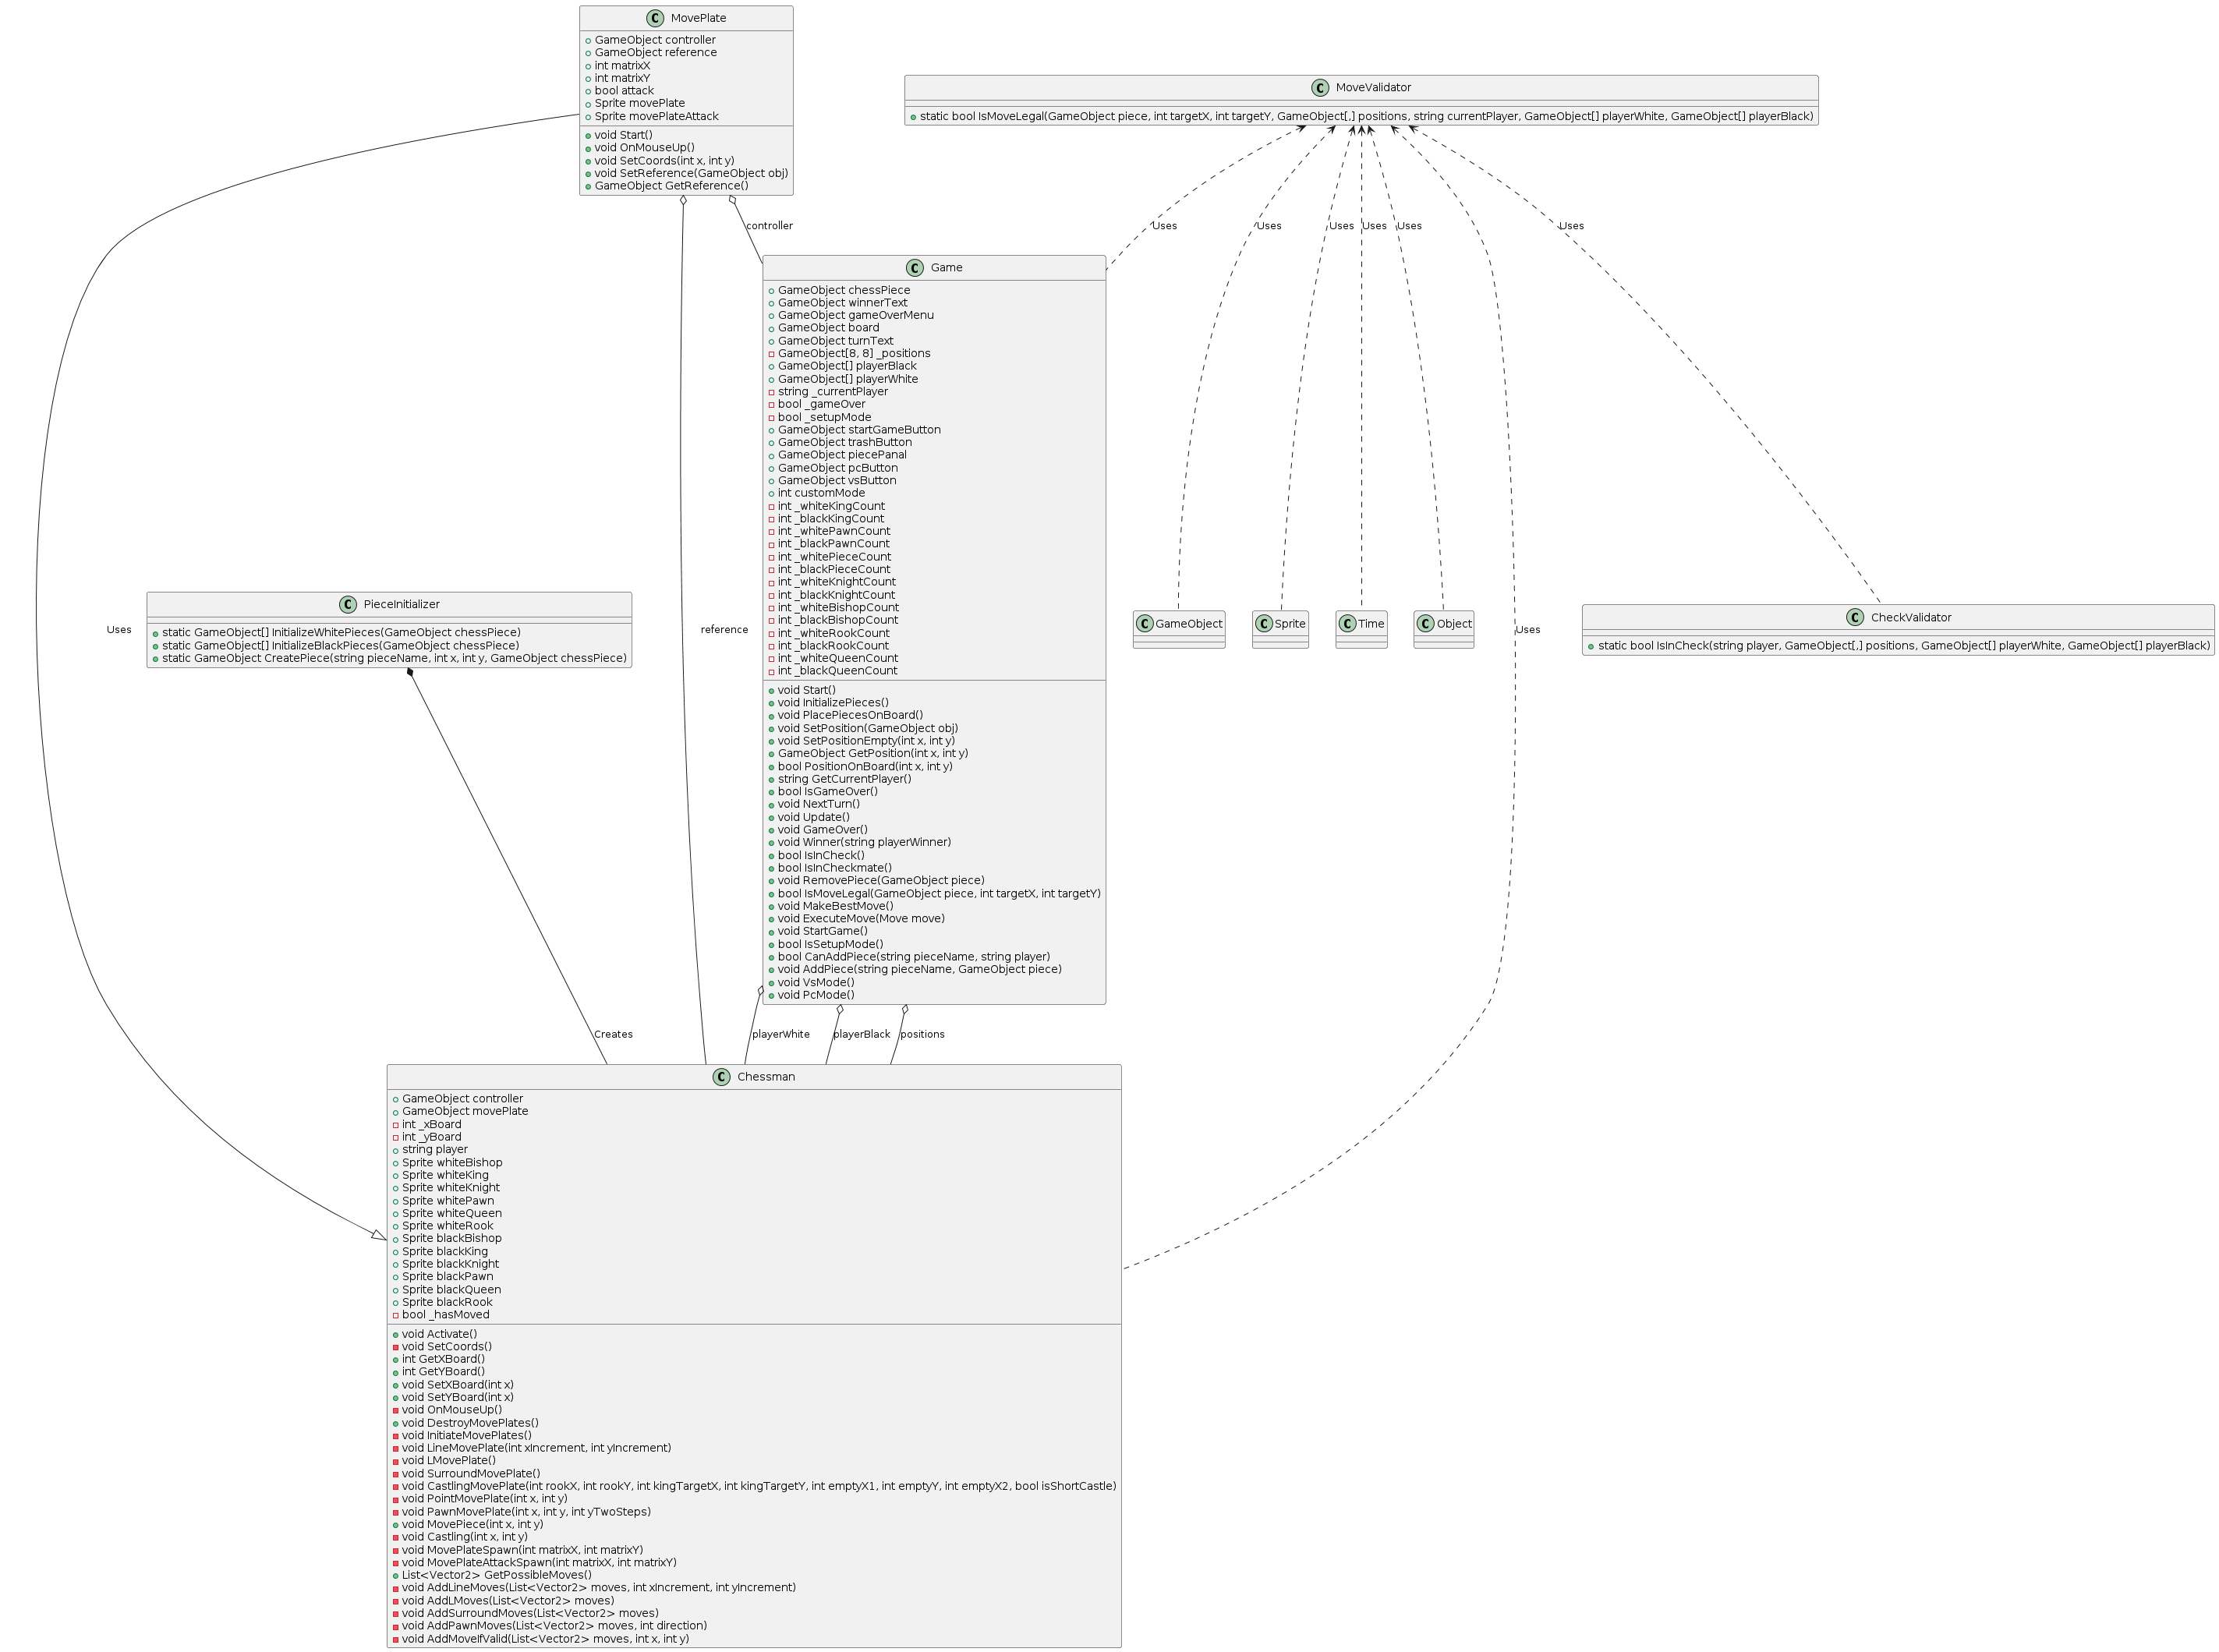 MovePlate
GameObject controller
GameObject reference
int matrixX
int matrixY
bool attack
Sprite movePlate
Sprite movePlateAttack
void Start()
void OnMouseUp()
void SetCoords(int x, int y)
void SetReference(GameObject obj)
GameObject GetReference()
MoveValidator
static bool IsMoveLegal(GameObject piece, int targetX, int targetY, GameObject[,] positions, string currentPlayer, GameObject[] playerWhite, GameObject[] playerBlack)
controller
Uses
Uses
Uses
Uses
Uses
Uses
Game
GameObject chessPiece
GameObject winnerText
GameObject gameOverMenu
GameObject board
GameObject turnText
GameObject[8, 8] _positions
GameObject[] playerBlack
GameObject[] playerWhite
string _currentPlayer
bool _gameOver
bool _setupMode
GameObject startGameButton
GameObject trashButton
GameObject piecePanal
GameObject pcButton
GameObject vsButton
int customMode
int _whiteKingCount
int _blackKingCount
int _whitePawnCount
int _blackPawnCount
int _whitePieceCount
int _blackPieceCount
int _whiteKnightCount
int _blackKnightCount
int _whiteBishopCount
int _blackBishopCount
int _whiteRookCount
int _blackRookCount
int _whiteQueenCount
int _blackQueenCount
void Start()
void InitializePieces()
void PlacePiecesOnBoard()
void SetPosition(GameObject obj)
void SetPositionEmpty(int x, int y)
GameObject GetPosition(int x, int y)
bool PositionOnBoard(int x, int y)
string GetCurrentPlayer()
bool IsGameOver()
void NextTurn()
void Update()
void GameOver()
void Winner(string playerWinner)
bool IsInCheck()
bool IsInCheckmate()
void RemovePiece(GameObject piece)
bool IsMoveLegal(GameObject piece, int targetX, int targetY)
void MakeBestMove()
void ExecuteMove(Move move)
void StartGame()
bool IsSetupMode()
bool CanAddPiece(string pieceName, string player)
void AddPiece(string pieceName, GameObject piece)
void VsMode()
void PcMode()
Uses
PieceInitializer
static GameObject[] InitializeWhitePieces(GameObject chessPiece)
static GameObject[] InitializeBlackPieces(GameObject chessPiece)
static GameObject CreatePiece(string pieceName, int x, int y, GameObject chessPiece)
reference
GameObject
Sprite
Time
Object
Uses
CheckValidator
static bool IsInCheck(string player, GameObject[,] positions, GameObject[] playerWhite, GameObject[] playerBlack)
Creates
playerWhite
playerBlack
positions
Chessman
GameObject controller
GameObject movePlate
int _xBoard
int _yBoard
string player
Sprite whiteBishop
Sprite whiteKing
Sprite whiteKnight
Sprite whitePawn
Sprite whiteQueen
Sprite whiteRook
Sprite blackBishop
Sprite blackKing
Sprite blackKnight
Sprite blackPawn
Sprite blackQueen
Sprite blackRook
bool _hasMoved
void Activate()
void SetCoords()
int GetXBoard()
int GetYBoard()
void SetXBoard(int x)
void SetYBoard(int x)
void OnMouseUp()
void DestroyMovePlates()
void InitiateMovePlates()
void LineMovePlate(int xIncrement, int yIncrement)
void LMovePlate()
void SurroundMovePlate()
void CastlingMovePlate(int rookX, int rookY, int kingTargetX, int kingTargetY, int emptyX1, int emptyY, int emptyX2, bool isShortCastle)
void PointMovePlate(int x, int y)
void PawnMovePlate(int x, int y, int yTwoSteps)
void MovePiece(int x, int y)
void Castling(int x, int y)
void MovePlateSpawn(int matrixX, int matrixY)
void MovePlateAttackSpawn(int matrixX, int matrixY)
List<Vector2> GetPossibleMoves()
void AddLineMoves(List<Vector2> moves, int xIncrement, int yIncrement)
void AddLMoves(List<Vector2> moves)
void AddSurroundMoves(List<Vector2> moves)
void AddPawnMoves(List<Vector2> moves, int direction)
void AddMoveIfValid(List<Vector2> moves, int x, int y)